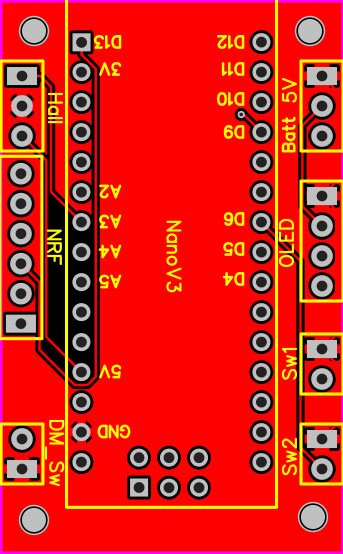 D13
D12
3V
D11
D10
D9
Hall
Batt 5V
A2
A3
D6
A4
D5
A5
D4
NRF
NanoV3
OLED
5V
Sw1
GND
DM_Sw
Sw2